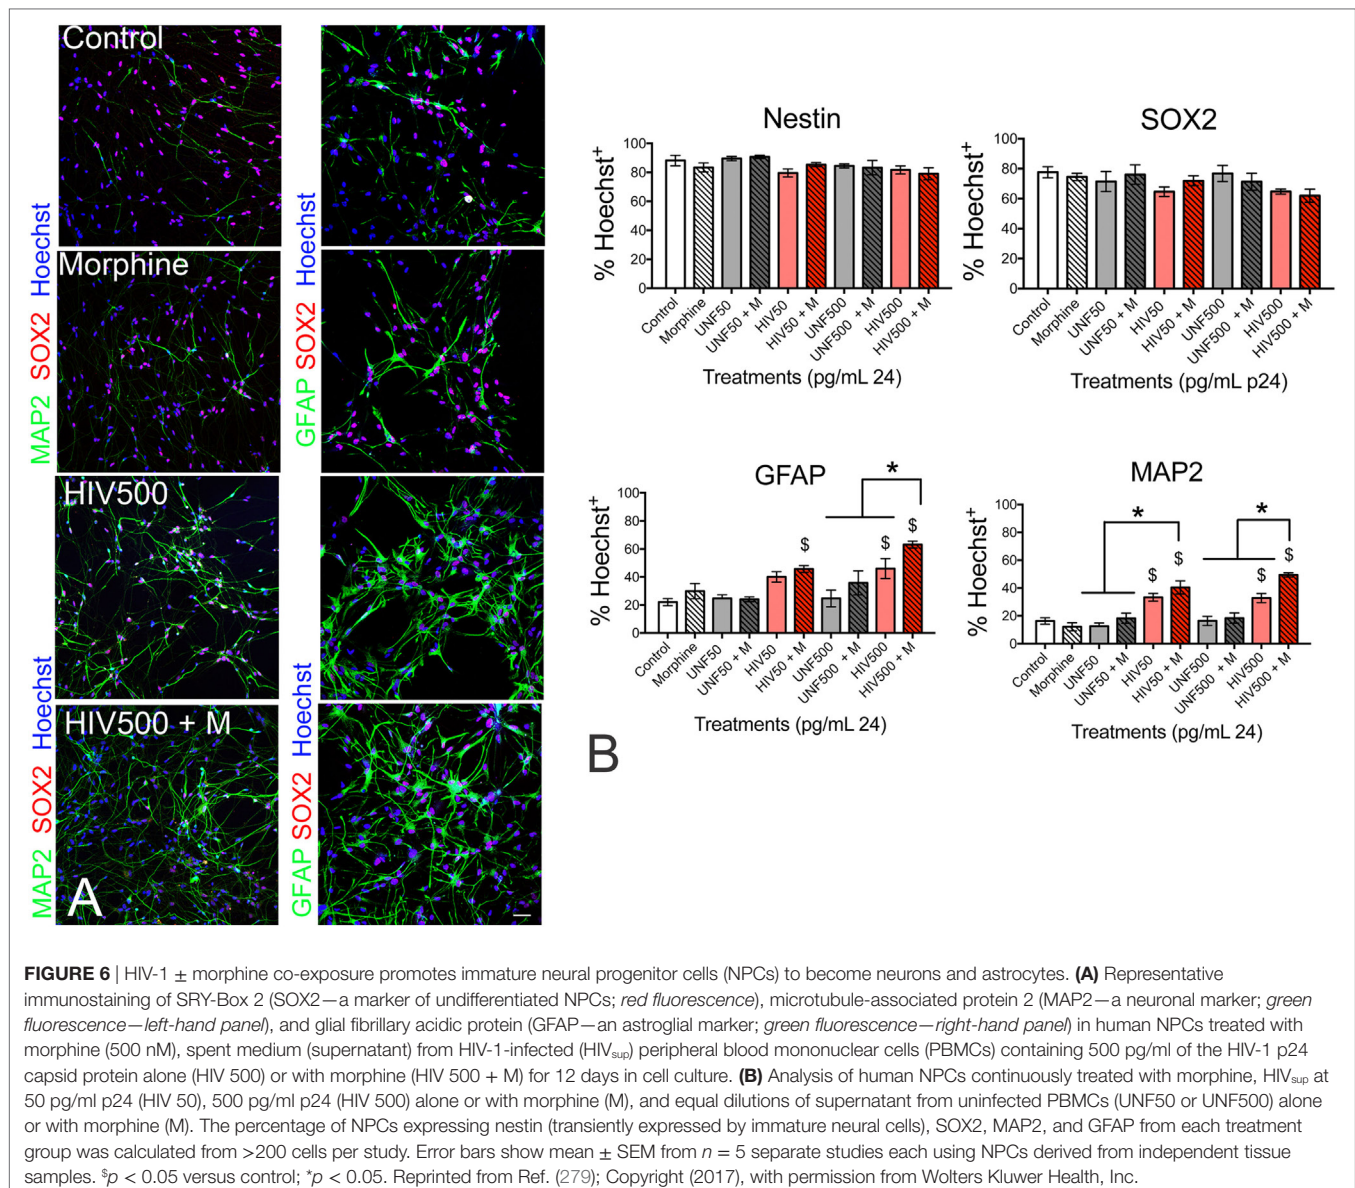 Control
MAP2 SOX2 Hoechst
GFAP SOX2 Hoechst
Morphine
HIV500
MAP2 SOX2 Hoechst
GFAP SOX2 Hoechst
HIV500 + M
A
Nestin
% Hoechst+
100
80
60
40
20
0
Control
Morphine
UNF50
UNF50 + M
HIV50
HIV50 + M
UNF500
UNF500 + M
HIV500
HIV500 + M
Treatments (pg/mL 24)
SOX2
% Hoechst+
100
80
60
40
20
0
Control
Morphine
UNF50
UNF50 + M
HIV50
HIV50 + M
UNF500
UNF500 + M
HIV500
HIV500 + M
Treatments (pg/mL p24)
GFAP
% Hoechst+
100
80
60
40
20
0
$
$
$
*
Control
Morphine
UNF50
UNF50 + M
HIV50
HIV50 + M
UNF500
UNF500 + M
HIV500
HIV500 + M
Treatments (pg/mL 24)
MAP2
% Hoechst+
100
80
60
40
20
0
*
$
$
*
$
$
Control
Morphine
UNF50
UNF50 + M
HIV50
HIV50 + M
UNF500
UNF500 + M
HIV500
HIV500 + M
Treatments (pg/mL 24)
B
FIGURE 6 | HIV-1 ± morphine co-exposure promotes immature neural progenitor cells (NPCs) to become neurons and astrocytes. (A) Representative
immunostaining of SRY-Box 2 (SOX2—a marker of undifferentiated NPCs; red fluorescence), microtubule-associated protein 2 (MAP2—a neuronal marker; green
fluorescence—left-hand panel), and glial fibrillary acidic protein (GFAP—an astroglial marker; green fluorescence—right-hand panel) in human NPCs treated with
morphine (500 nM), spent medium (supernatant) from HIV-1-infected (HIVsup) peripheral blood mononuclear cells (PBMCs) containing 500 pg/ml of the HIV-1 p24
capsid protein alone (HIV 500) or with morphine (HIV 500 + M) for 12 days in cell culture. (B) Analysis of human NPCs continuously treated with morphine, HIVsup at
50 pg/ml p24 (HIV 50), 500 pg/ml p24 (HIV 500) alone or with morphine (M), and equal dilutions of supernatant from uninfected PBMCs (UNF50 or UNF500) alone
or with morphine (M). The percentage of NPCs expressing nestin (transiently expressed by immature neural cells), SOX2, MAP2, and GFAP from each treatment
group was calculated from >200 cells per study. Error bars show mean ± SEM from n = 5 separate studies each using NPCs derived from independent tissue
samples. $p < 0.05 versus control; *p < 0.05. Reprinted from Ref. (279); Copyright (2017), with permission from Wolters Kluwer Health, Inc.